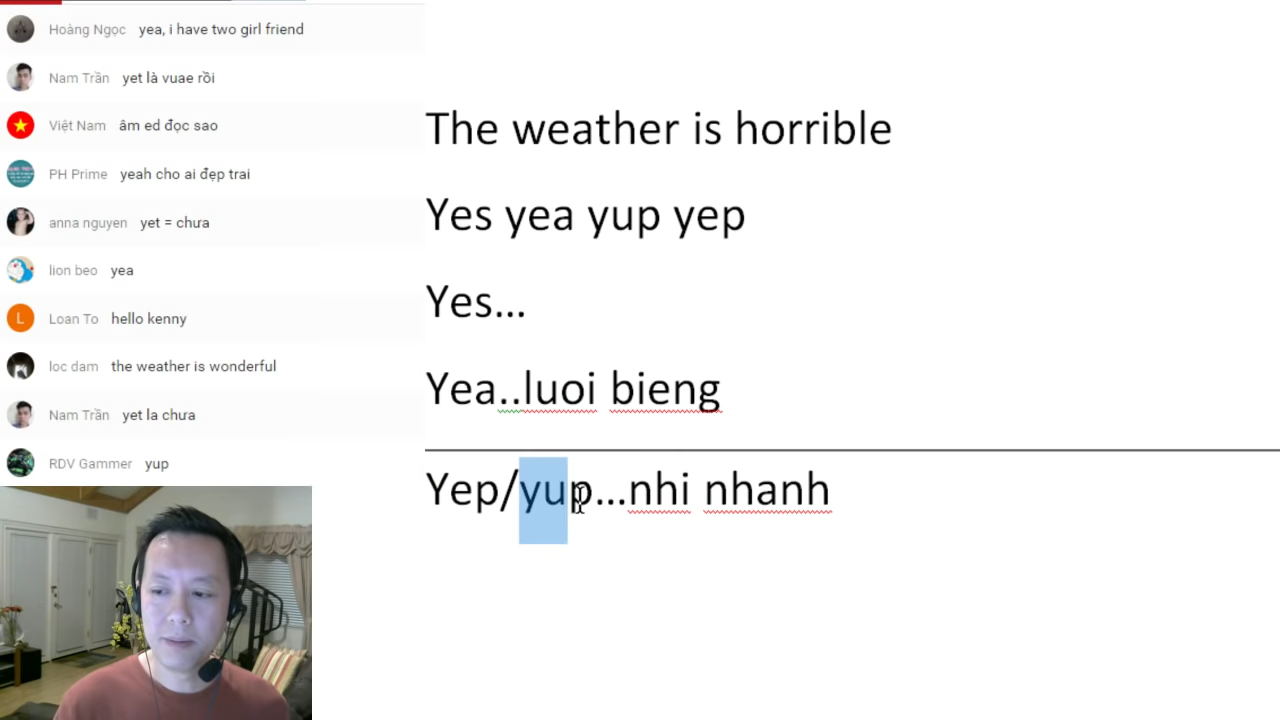 Hoàng Ngọc yea, i have two girl friend
Nam Trần yet là vuae rồi
Việt Nam âm ed đọc sao
PH Prime yeah cho ai đẹp trai
anna nguyen yet = chưa
lion beo yea
L Loan To hello kenny
loc dam the weather is wonderful
Nam Trần yet la chưa
RDV Gammer yup
The weather is horrible
Yes yea yup yep
Yes...
Yea..luoi bieng
Yep/yup...nhi nhanh